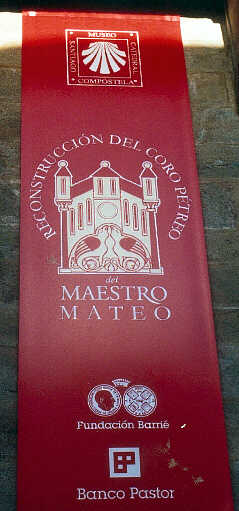 MUSEO
SANTIAGO
CATEDRAL
COMPOSTELA
RECONSTRUCCIÓN DEL CORO PÉTREO
del
MAESTRO
MATEO
Fundación Barrié
Banco Pastor